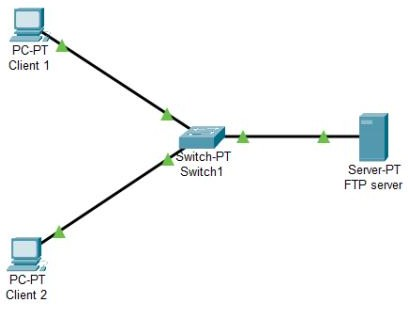 PC-PT
Client 1
Switch-PT
Switch1
Server-PT
FTP server
PC-PT
Client 2